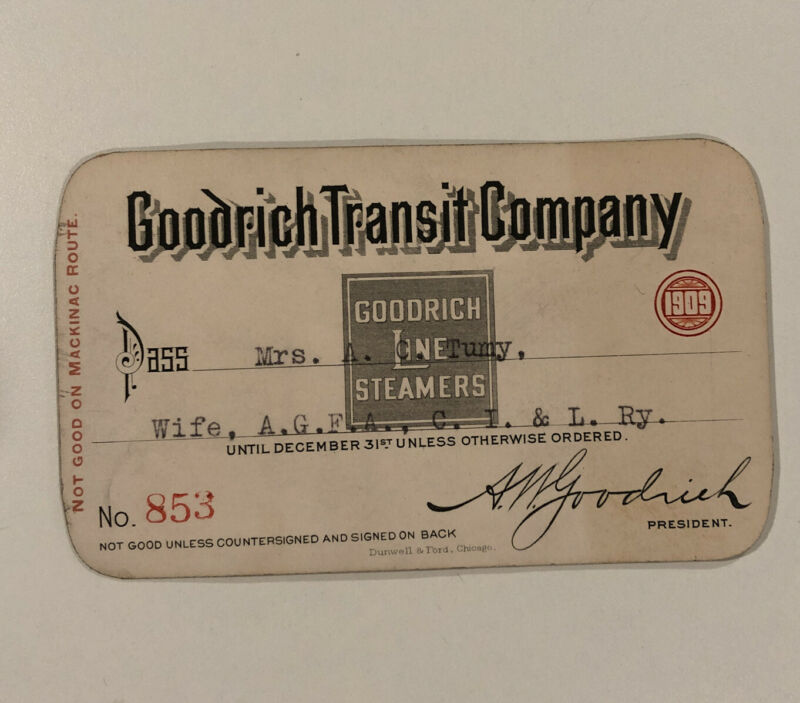 Goodrich Transit Company
NOT GOOD ON MACKINAC ROUTE.
1909
GOODRICH
LINE
STEAMERS
Pass Mrs. A. C. Tumy,
Wife, A.G.F.A., C. I. & L. Ry.
UNTIL DECEMBER 31ST UNLESS OTHERWISE ORDERED.
No. 853
A.W. Goodrich
PRESIDENT.
NOT GOOD UNLESS COUNTERSIGNED AND SIGNED ON BACK
Dunwell & Ford, Chicago.